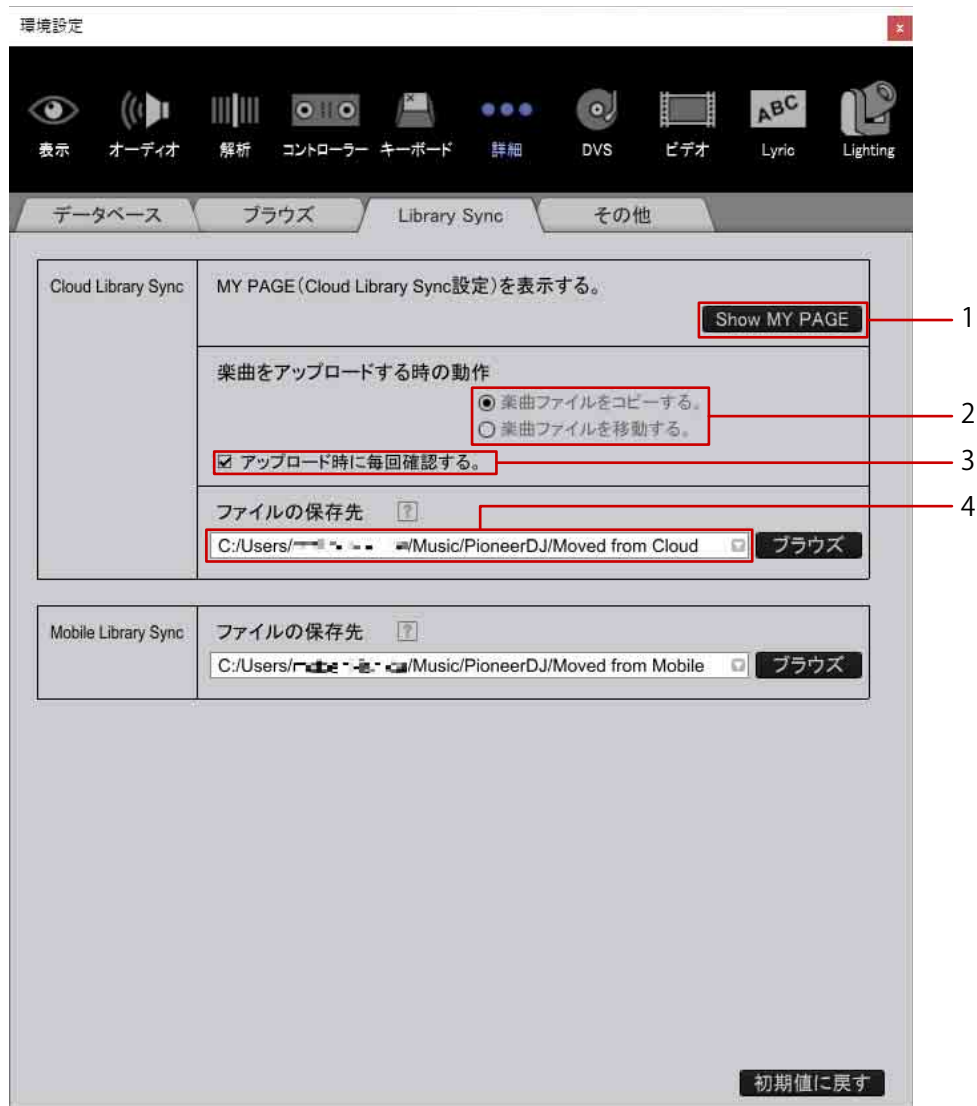 環境設定
x
表示 オーディオ 解析 コントローラー キーボード 詳細 DVS ビデオ ABC Lyric Lighting
データベース ブラウズ Library Sync その他
Cloud Library Sync MY PAGE（Cloud Library Sync設定）を表示する。
Show MY PAGE 1
楽曲をアップロードする時の動作
楽曲ファイルをコピーする。
楽曲ファイルを移動する。
2
アップロード時に毎回確認する。 3
ファイルの保存先 ? 4
C:/Users/ /Music/PioneerDJ/Moved from Cloud ブラウズ
Mobile Library Sync ファイルの保存先 ?
C:/Users/ /Music/PioneerDJ/Moved from Mobile ブラウズ
初期値に戻す